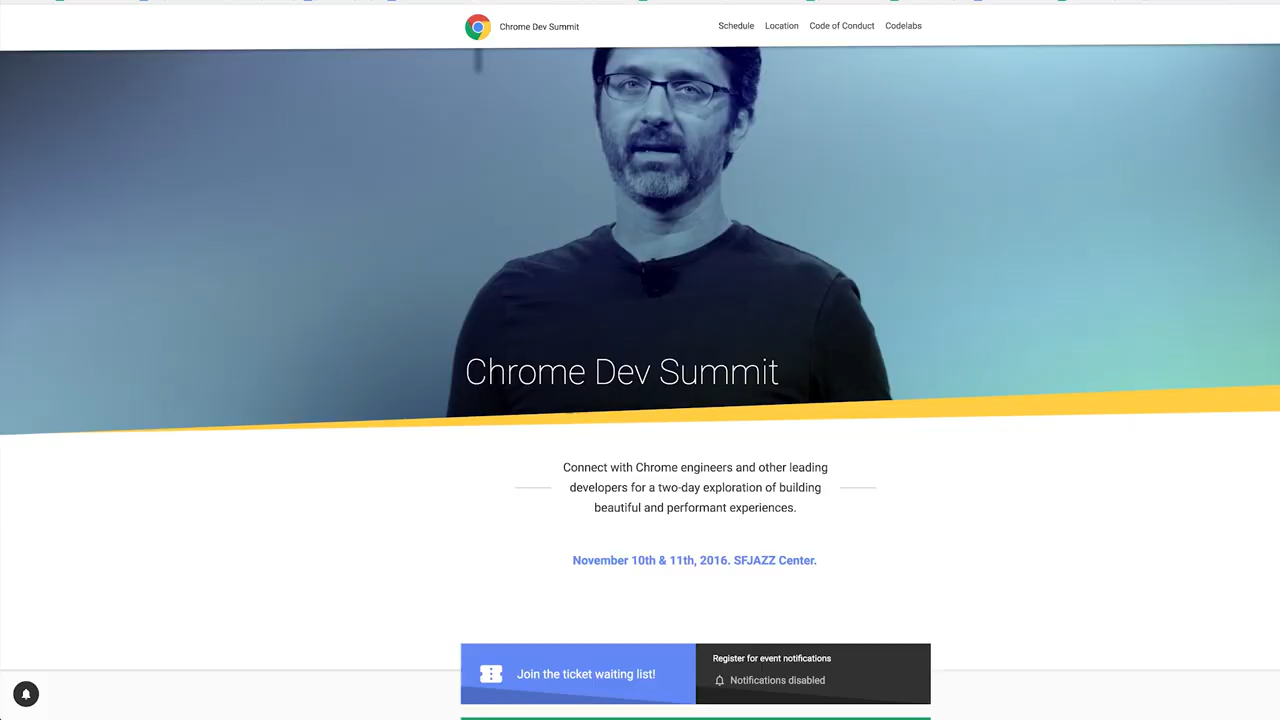 Chrome Dev Summit
Schedule Location Code of Conduct Codelabs
Chrome Dev Summit
Connect with Chrome engineers and other leading
developers for a two-day exploration of building
beautiful and performant experiences.
November 10th & 11th, 2016. SFJAZZ Center.
Join the ticket waiting list!
Register for event notifications
Notifications disabled